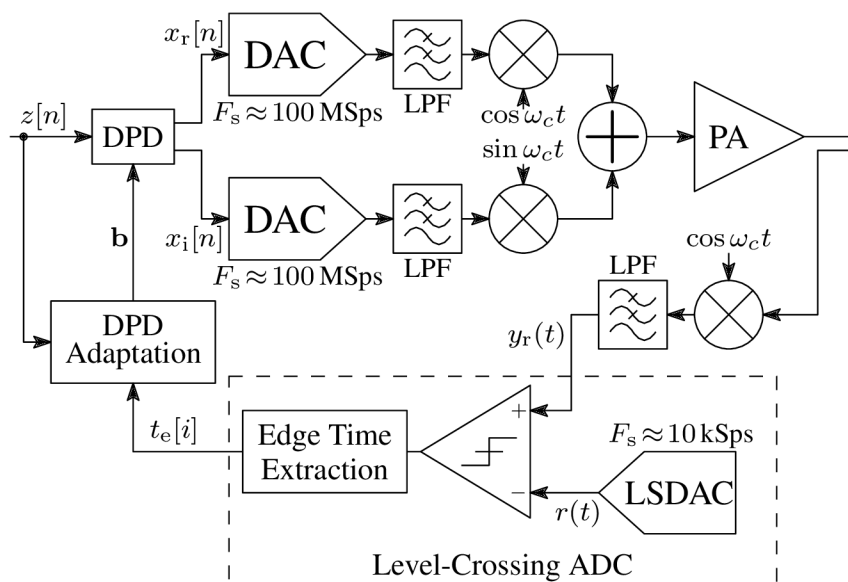 x_r[n]
DAC
F_s ≈ 100 MSps
LPF
cos ω_c t
z[n]
DPD
sin ω_c t
PA
x_i[n]
DAC
F_s ≈ 100 MSps
LPF
b
cos ω_c t
LPF
DPD
Adaptation
y_r(t)
t_e[i]
Edge Time
Extraction
+
−
F_s ≈ 10 kSps
LSDAC
r(t)
Level-Crossing ADC